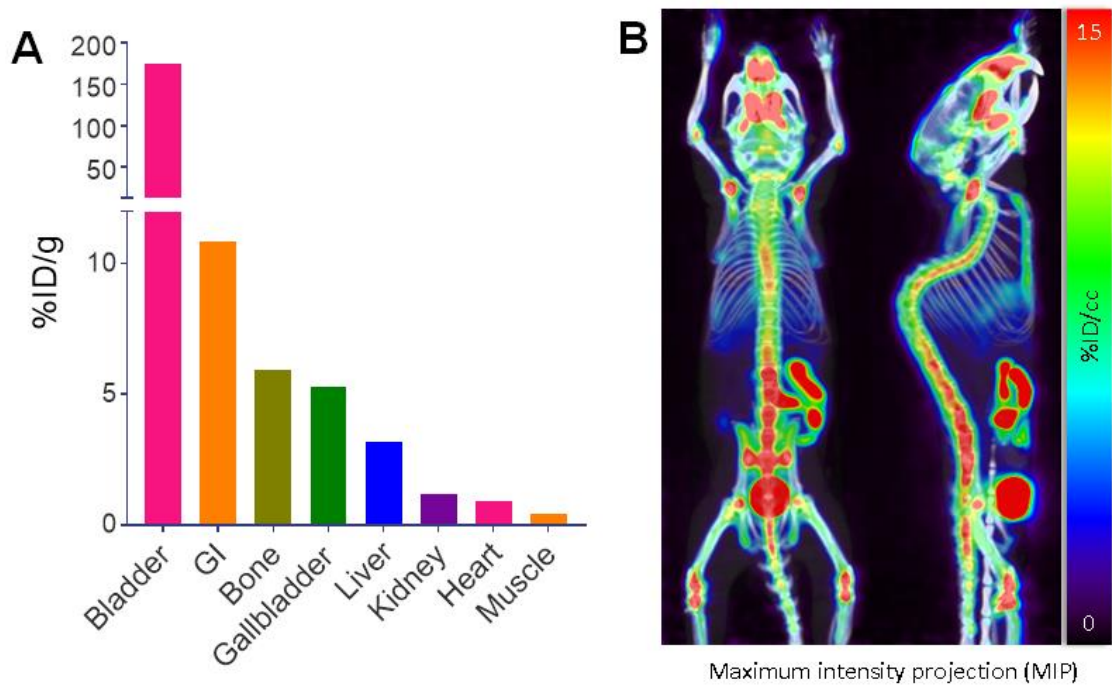 A
200
150
100
50
10
5
0
%ID/g
Bladder
GI
Bone
Gallbladder
Liver
Kidney
Heart
Muscle
B
15
%ID/cc
0
Maximum intensity projection (MIP)